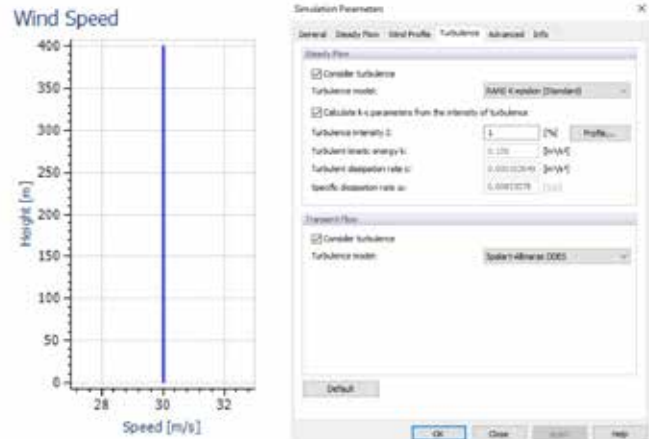 Wind Speed
400
350
300
250
200
150
100
50
0
Height [m]
28 30 32
Speed [m/s]
Simulation Parameters
General Steady Flow Wind Profile Turbulence Advanced Info
Steady Flow
Consider turbulence
Turbulence model: RANS K-epsilon (Standard)
Calculate k-ε parameters from the intensity of turbulence
Turbulence intensity I: 1 [%] Profile...
Turbulent kinetic energy k:
Turbulent dissipation rate ε:
Specific dissipation rate ω:
Transient Flow
Consider turbulence
Turbulence model: Spalart-Allmaras DDES
Default
OK Close Apply Help